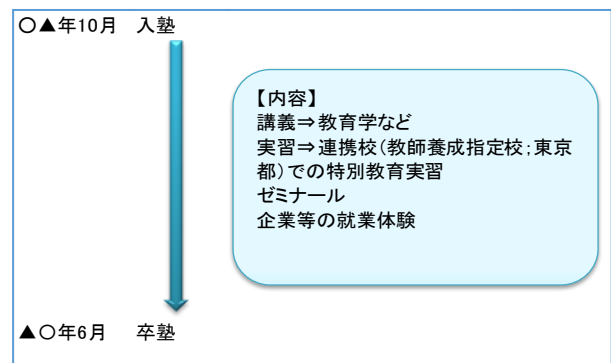 〇▲年10月　入塾
【内容】
講義⇒教育学など
実習⇒連携校(教師養成指定校;東京
都)での特別教育実習
ゼミナール
企業等の就業体験
▲〇年6月　卒塾